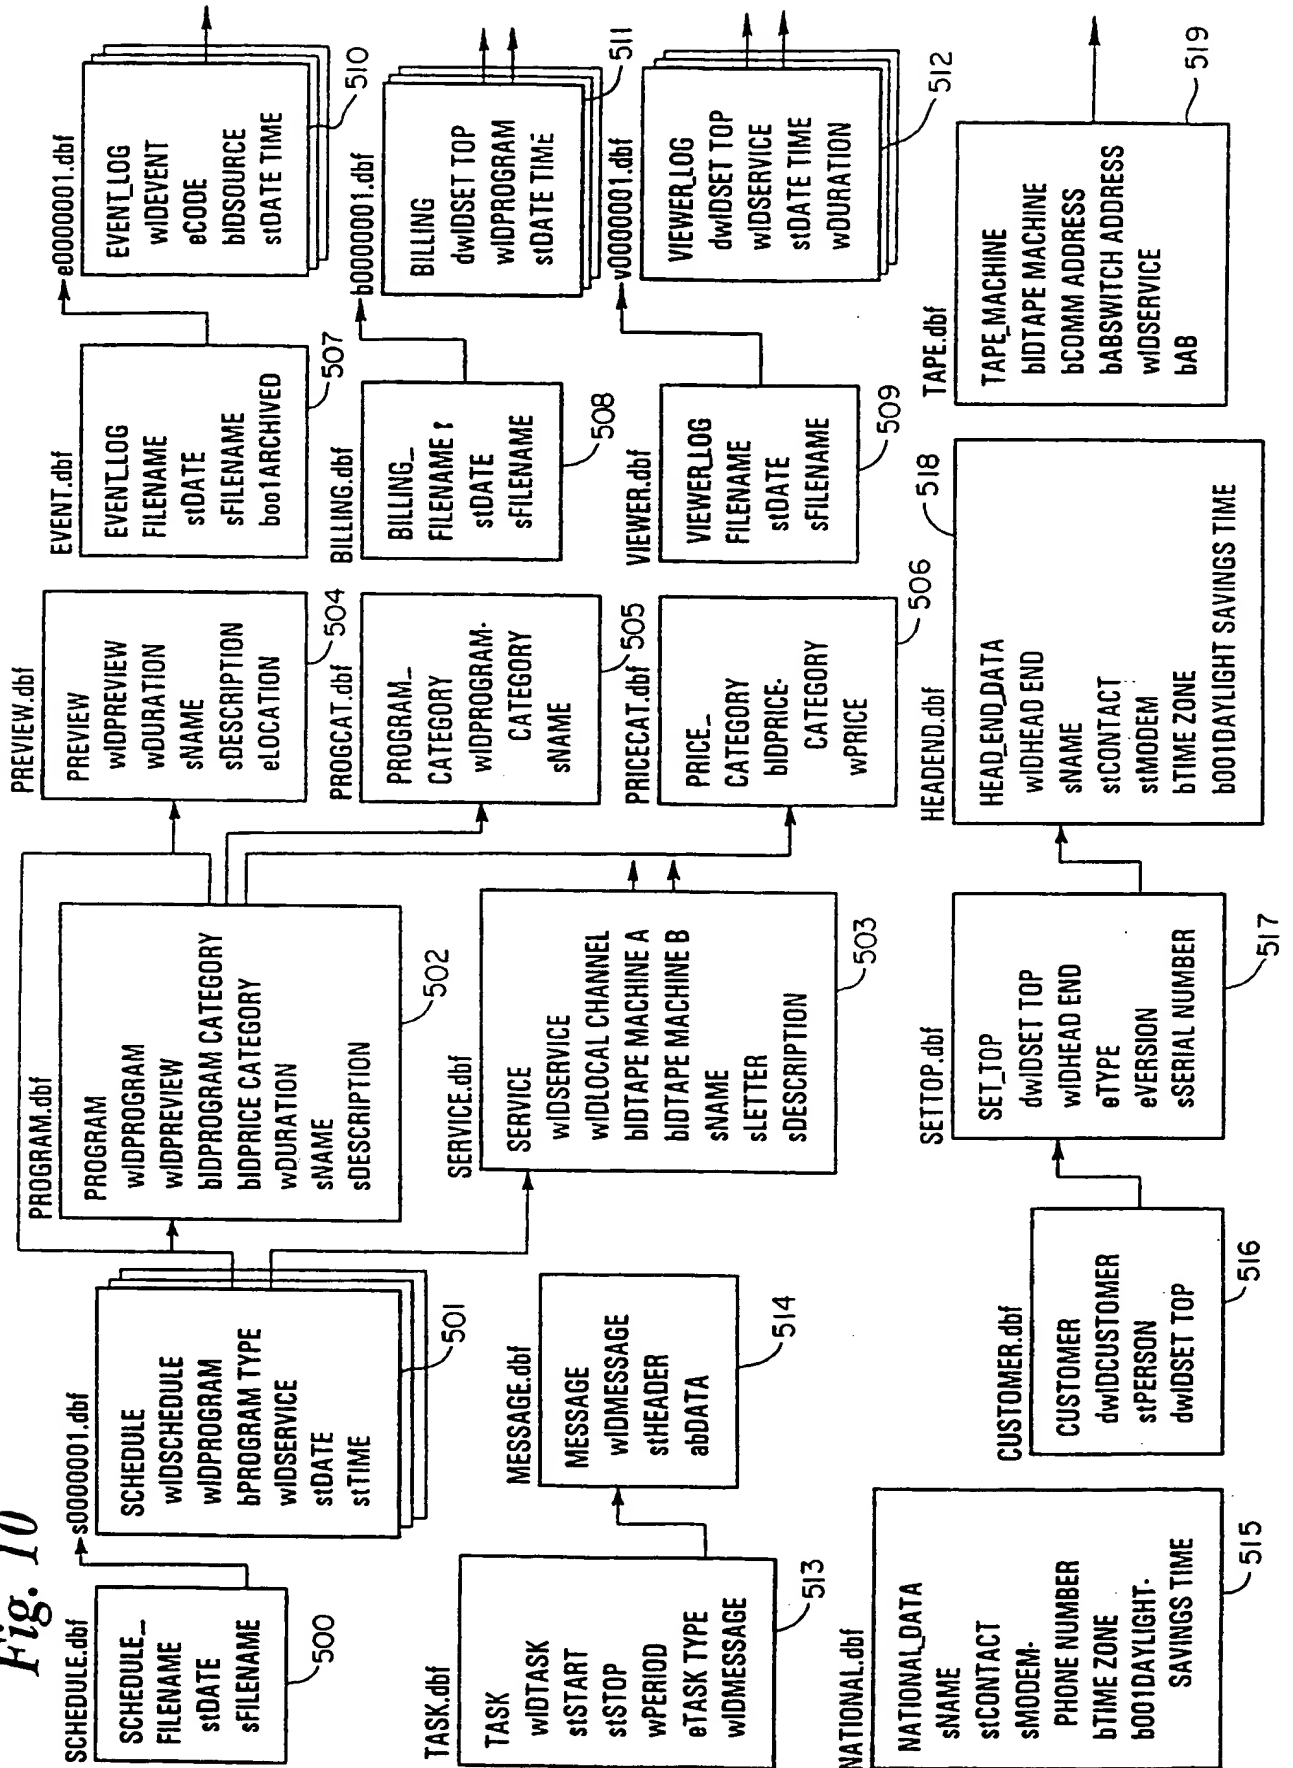 Fig. 10
SCHEDULE.dbf
SCHEDULE_
FILENAME
stDATE
sFILENAME
500
s0000001.dbf
SCHEDULE
wIDSCHEDULE
wIDPROGRAM
bPROGRAM TYPE
wIDSERVICE
stDATE
stTIME
501
PROGRAM.dbf
PROGRAM
wIDPROGRAM
wIDPREVIEW
bIDPROGRAM CATEGORY
bIDPRICE CATEGORY
wDURATION
sNAME
sDESCRIPTION
502
PREVIEW.dbf
PREVIEW
wIDPREVIEW
wDURATION
sNAME
sDESCRIPTION
eLOCATION
504
EVENT.dbf
EVENT_LOG
FILENAME
stDATE
sFILENAME
boo1ARCHIVED
507
e0000001.dbf
EVENT_LOG
wIDEVENT
eCODE
bIDSOURCE
stDATE TIME
510
PROGCAT.dbf
PROGRAM_
CATEGORY
wIDPROGRAM-
CATEGORY
sNAME
505
BILLING.dbf
BILLING_
FILENAME
stDATE
sFILENAME
508
b0000001.dbf
BILLING
dwIDSET TOP
wIDPROGRAM
stDATE TIME
511
TASK.dbf
TASK
wIDTASK
stSTART
stSTOP
wPERIOD
eTASK TYPE
wIDMESSAGE
513
MESSAGE.dbf
MESSAGE
wIDMESSAGE
stHEADER
abDATA
514
SERVICE.dbf
SERVICE
wIDSERVICE
wIDLOCAL CHANNEL
bIDTAPE MACHINE A
bIDTAPE MACHINE B
sNAME
sLETTER
sDESCRIPTION
503
PRICECAT.dbf
PRICE_
CATEGORY
bIDPRICE-
CATEGORY
wPRICE
506
VIEWER.dbf
VIEWER_LOG
FILENAME
stDATE
sFILENAME
509
v0000001.dbf
VIEWER_LOG
dwIDSET TOP
wIDSERVICE
stDATE TIME
wDURATION
512
NATIONAL.dbf
NATIONAL_DATA
sNAME
stCONTACT
sMODEM-
PHONE NUMBER
bTIME ZONE
b001DAYLIGHT-
SAVINGS TIME
515
CUSTOMER.dbf
CUSTOMER
dwIDCUSTOMER
stPERSON
dwIDSET TOP
516
SETTOP.dbf
SET_TOP
dwIDSET TOP
wIDHEAD END
eTYPE
eVERSION
sSERIAL NUMBER
517
HEADEND.dbf
HEAD_END_DATA
wIDHEAD END
sNAME
stCONTACT
stMODEM
bTIME ZONE
b001DAYLIGHT SAVINGS TIME
518
TAPE.dbf
TAPE_MACHINE
bIDTAPE MACHINE
bCOMM ADDRESS
bABSWITCH ADDRESS
wIDSERVICE
bAB
519